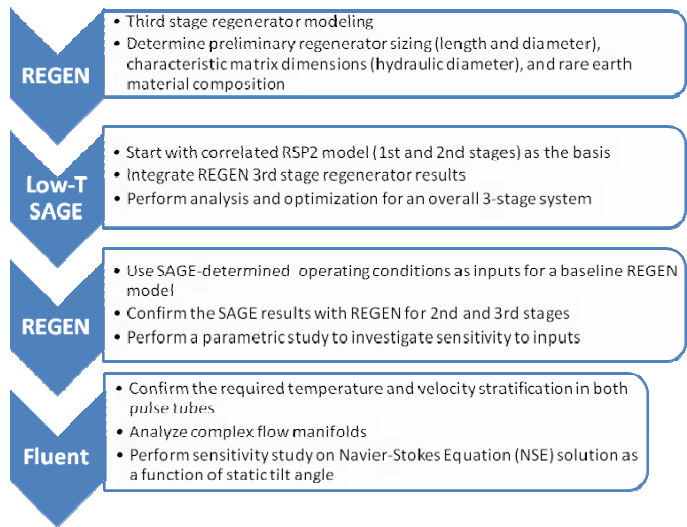 REGEN
• Third stage regenerator modeling
• Determine preliminary regenerator sizing (length and diameter),
characteristic matrix dimensions (hydraulic diameter), and rare earth
material composition
Low-T
SAGE
• Start with correlated RSP2 model (1st and 2nd stages) as the basis
• Integrate REGEN 3rd stage regenerator results
• Perform analysis and optimization for an overall 3-stage system
REGEN
• Use SAGE-determined operating conditions as inputs for a baseline REGEN
model
• Confirm the SAGE results with REGEN for 2nd and 3rd stages
• Perform a parametric study to investigate sensitivity to inputs
Fluent
• Confirm the required temperature and velocity stratification in both
pulse tubes
• Analyze complex flow manifolds
• Perform sensitivity study on Navier-Stokes Equation (NSE) solution as
a function of static tilt angle